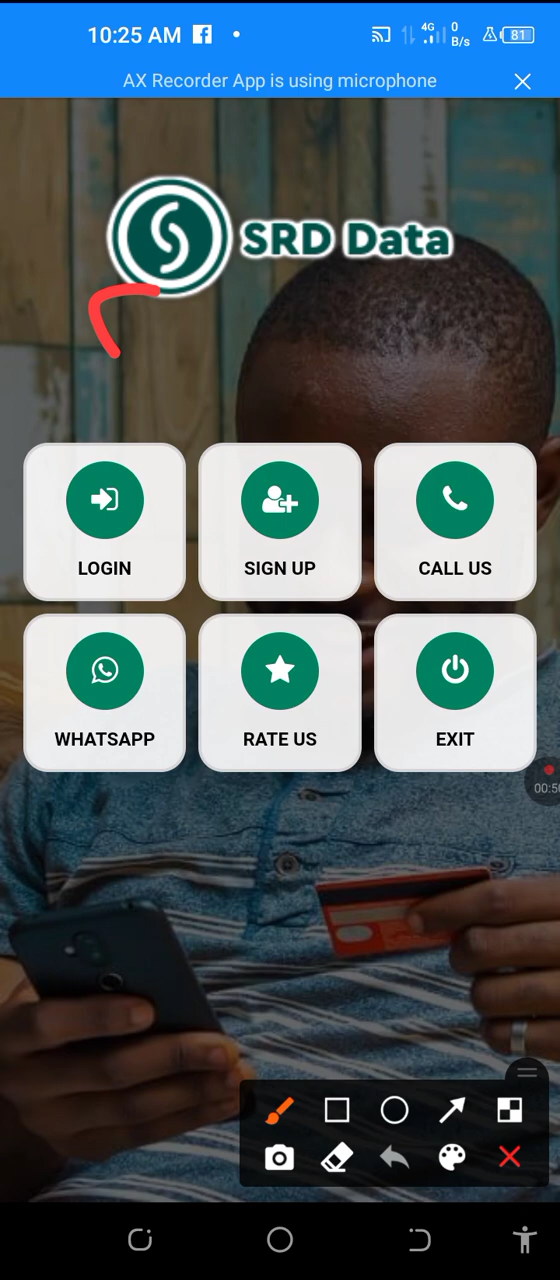 10:25 AM
4G
0
B/s
81
AX Recorder App is using microphone
SRD Data
LOGIN
SIGN UP
CALL US
WHATSAPP
RATE US
EXIT